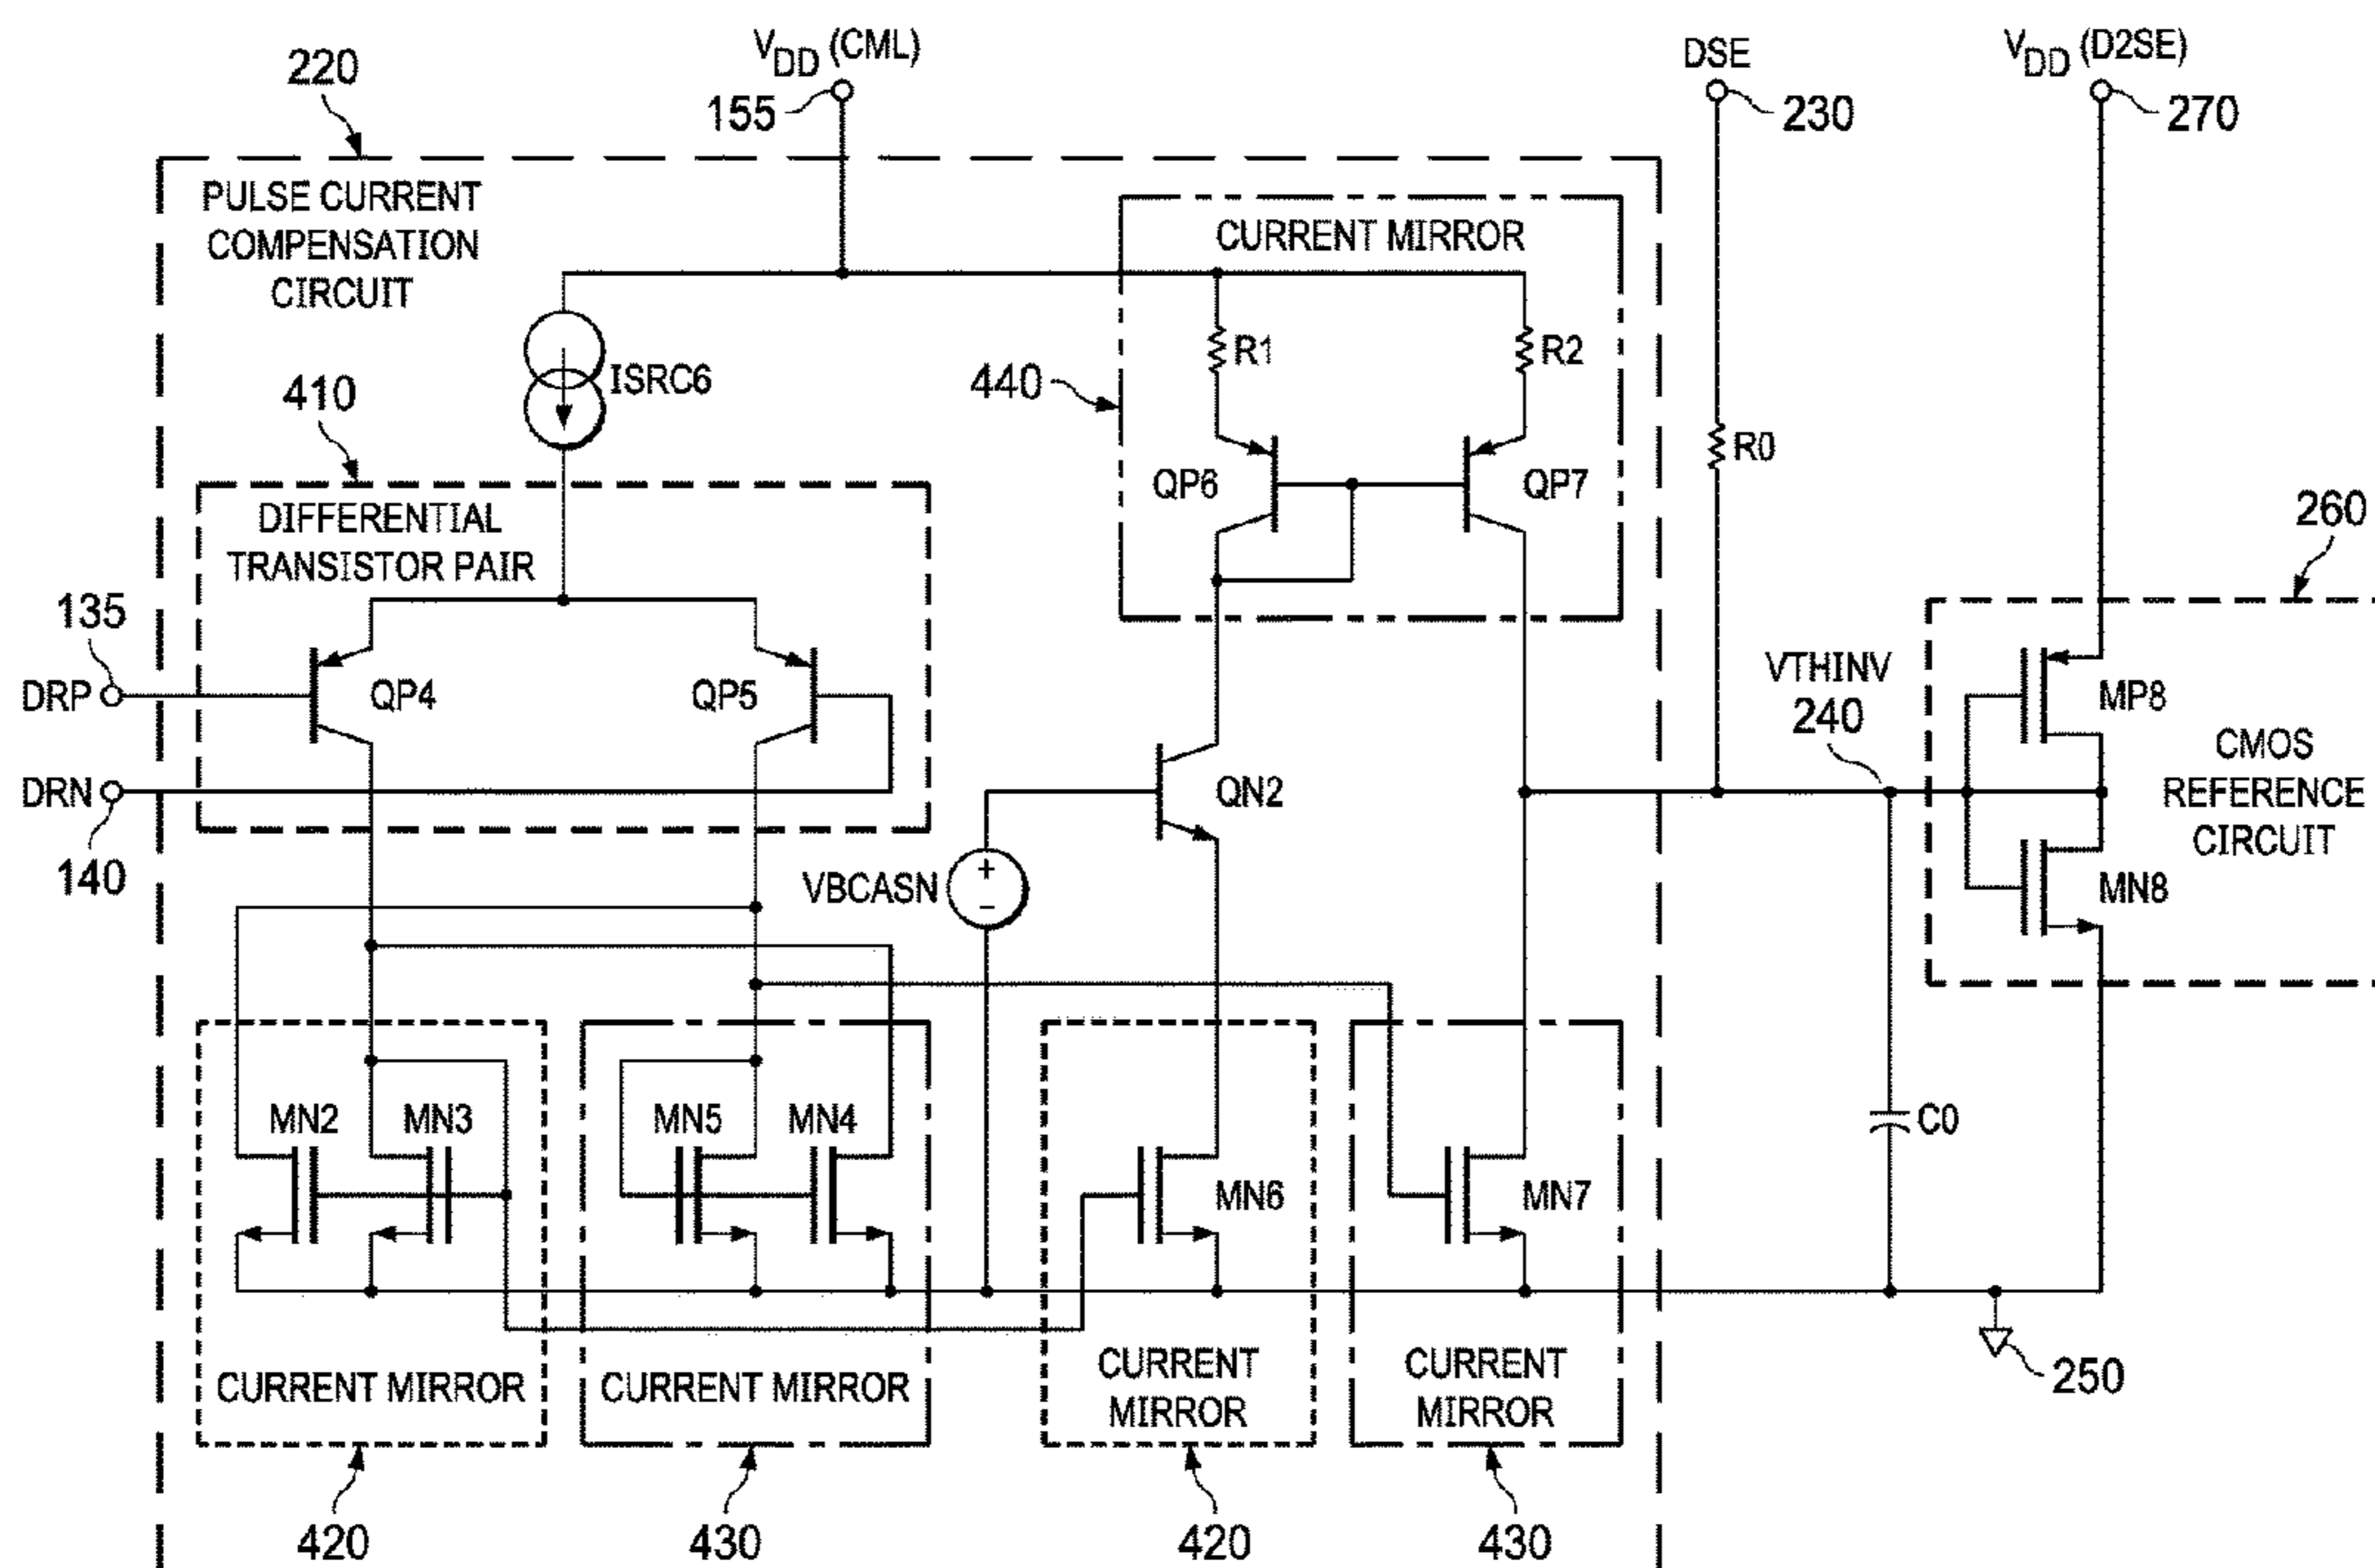 220
V_DD (CML)
155
DSE
230
V_DD (D2SE)
270
PULSE CURRENT
COMPENSATION
CIRCUIT
CURRENT MIRROR
R1
R2
ISRC6
440
410
R0
QP6
QP7
260
DIFFERENTIAL
TRANSISTOR PAIR
135
DRP
QP4
QP5
VTHINV
240
MP8
CMOS
REFERENCE
CIRCUIT
DRN
140
QN2
VBCASN
+
−
MN8
MN2
MN3
MN5
MN4
MN6
MN7
C0
250
CURRENT MIRROR
CURRENT MIRROR
CURRENT
MIRROR
CURRENT
MIRROR
420
430
420
430